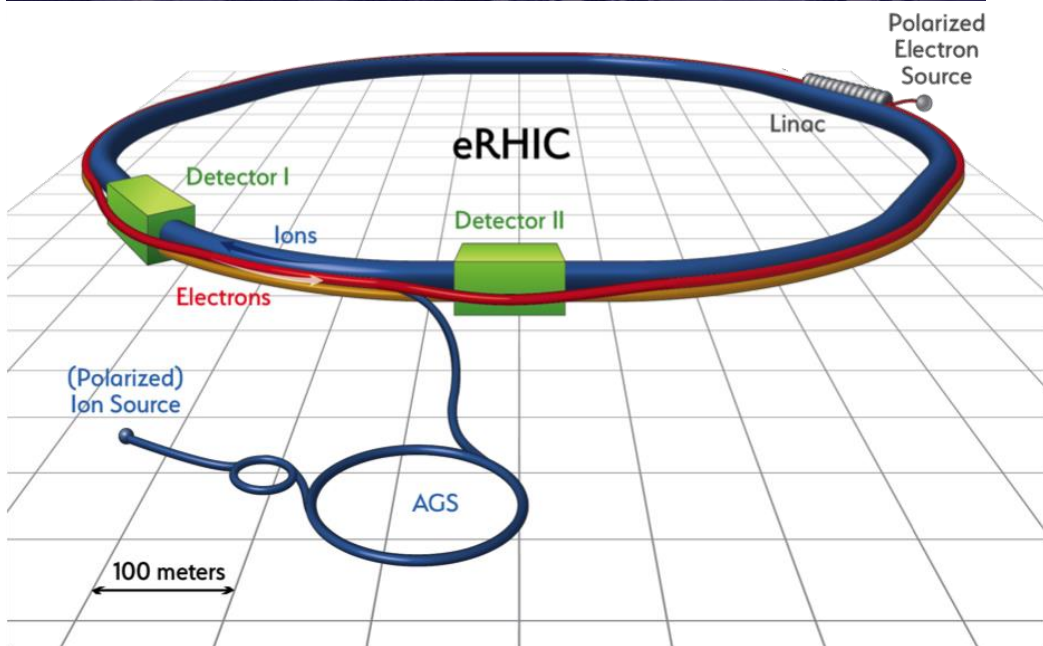 Polarized
Electron
Source
Linac
eRHIC
Detector I
Detector II
Ions
Electrons
(Polarized)
Ion Source
AGS
100 meters